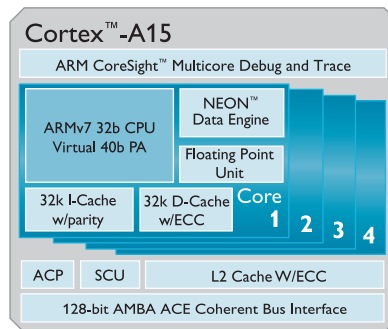 Cortex™-A15
ARM CoreSight™ Multicore Debug and Trace
ARMv7 32b CPU
Virtual 40b PA
NEON™
Data Engine
Floating Point
Unit
32k I-Cache
w/parity
32k D-Cache
w/ECC
Core
1
2
3
4
ACP
SCU
L2 Cache W/ECC
128-bit AMBA ACE Coherent Bus Interface